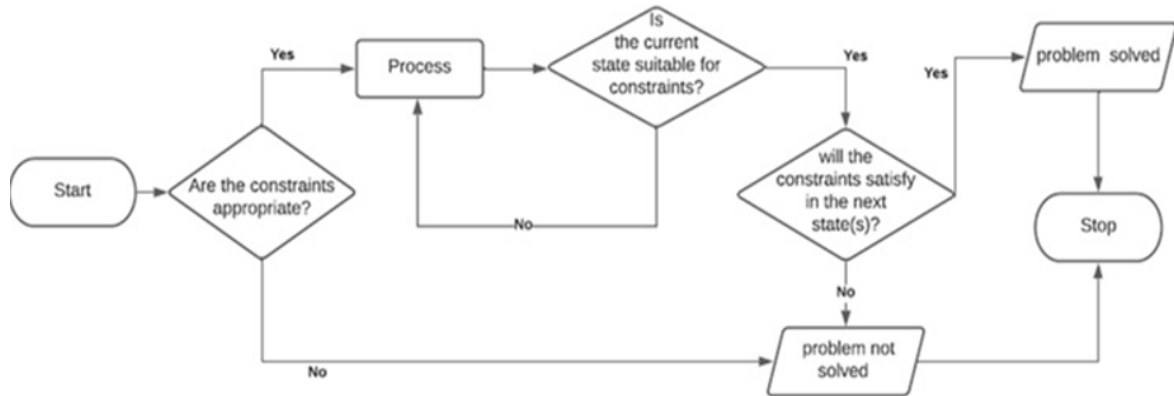 Start
Are the constraints
appropriate?
Yes
No
Process
Is
the current
state suitable for
constraints?
No
Yes
will the
constraints satisfy
in the next
state(s)?
Yes
No
problem solved
problem not
solved
Stop